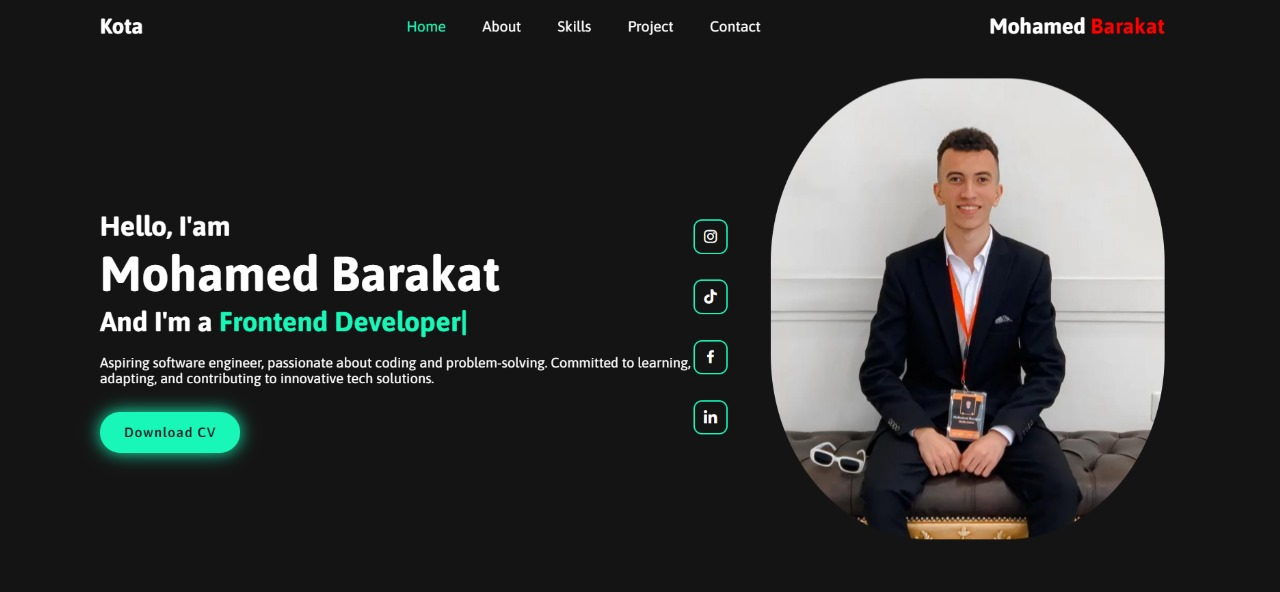 Kota
Home About Skills Project Contact
Mohamed Barakat
Hello, I'am
Mohamed Barakat
And I'm a Frontend Developer|
Aspiring software engineer, passionate about coding and problem-solving. Committed to learning,
adapting, and contributing to innovative tech solutions.
Download CV